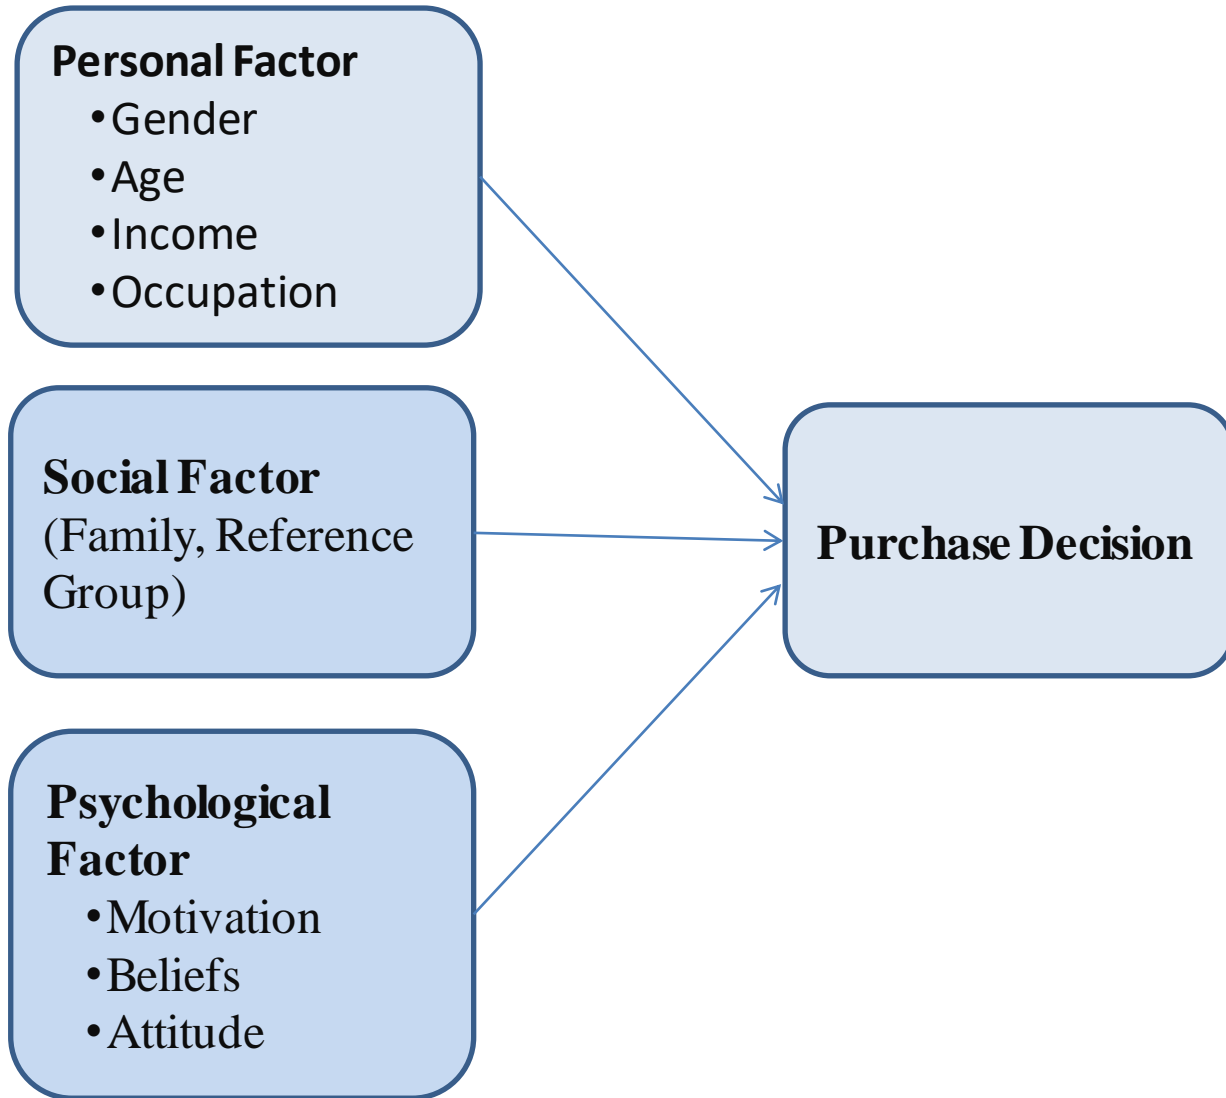 Personal Factor
• Gender
• Age
• Income
• Occupation
Social Factor
(Family, Reference
Group)
Psychological
Factor
• Motivation
• Beliefs
• Attitude
Purchase Decision